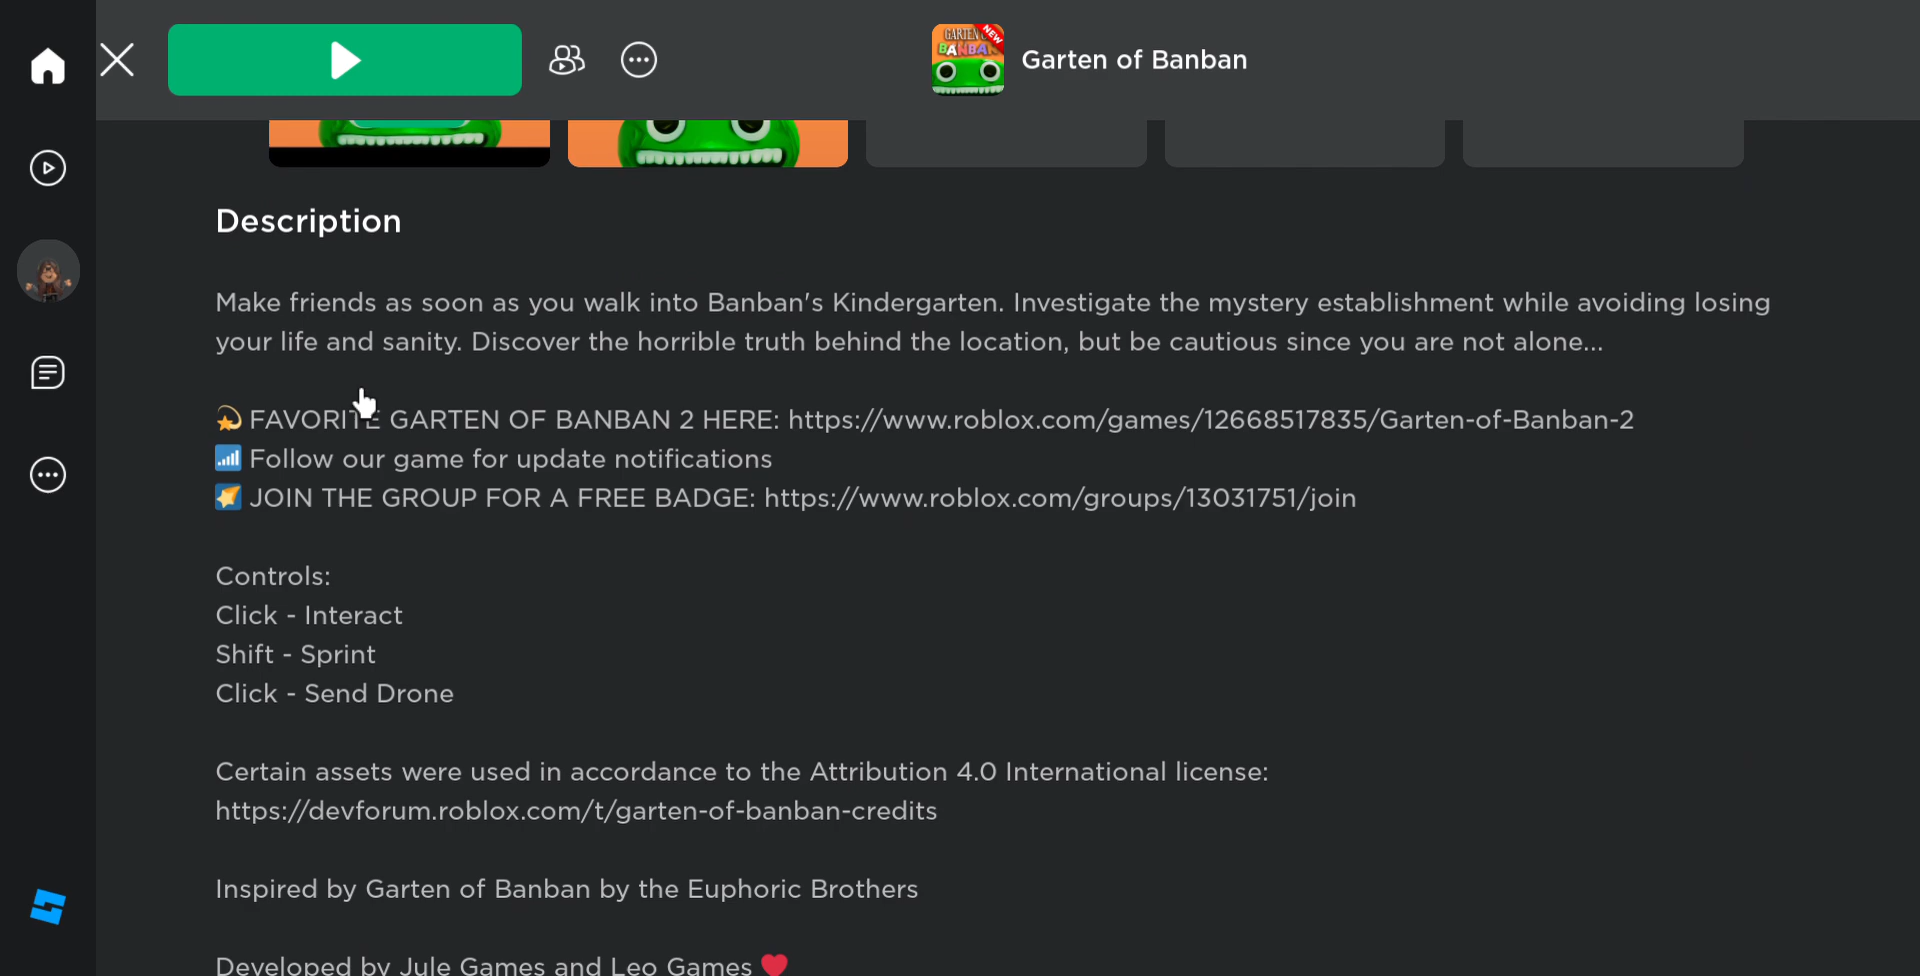 GARTEN OF
BANBAN
NEW
Garten of Banban
Description
Make friends as soon as you walk into Banban's Kindergarten. Investigate the mystery establishment while avoiding losing
your life and sanity. Discover the horrible truth behind the location, but be cautious since you are not alone...
💫 FAVORITE GARTEN OF BANBAN 2 HERE: https://www.roblox.com/games/12668517835/Garten-of-Banban-2
📶 Follow our game for update notifications
🌠 JOIN THE GROUP FOR A FREE BADGE: https://www.roblox.com/groups/13031751/join
Controls:
Click - Interact
Shift - Sprint
Click - Send Drone
Certain assets were used in accordance to the Attribution 4.0 International license:
https://devforum.roblox.com/t/garten-of-banban-credits
Inspired by Garten of Banban by the Euphoric Brothers
Developed by Jule Games and Leo Games ❤️